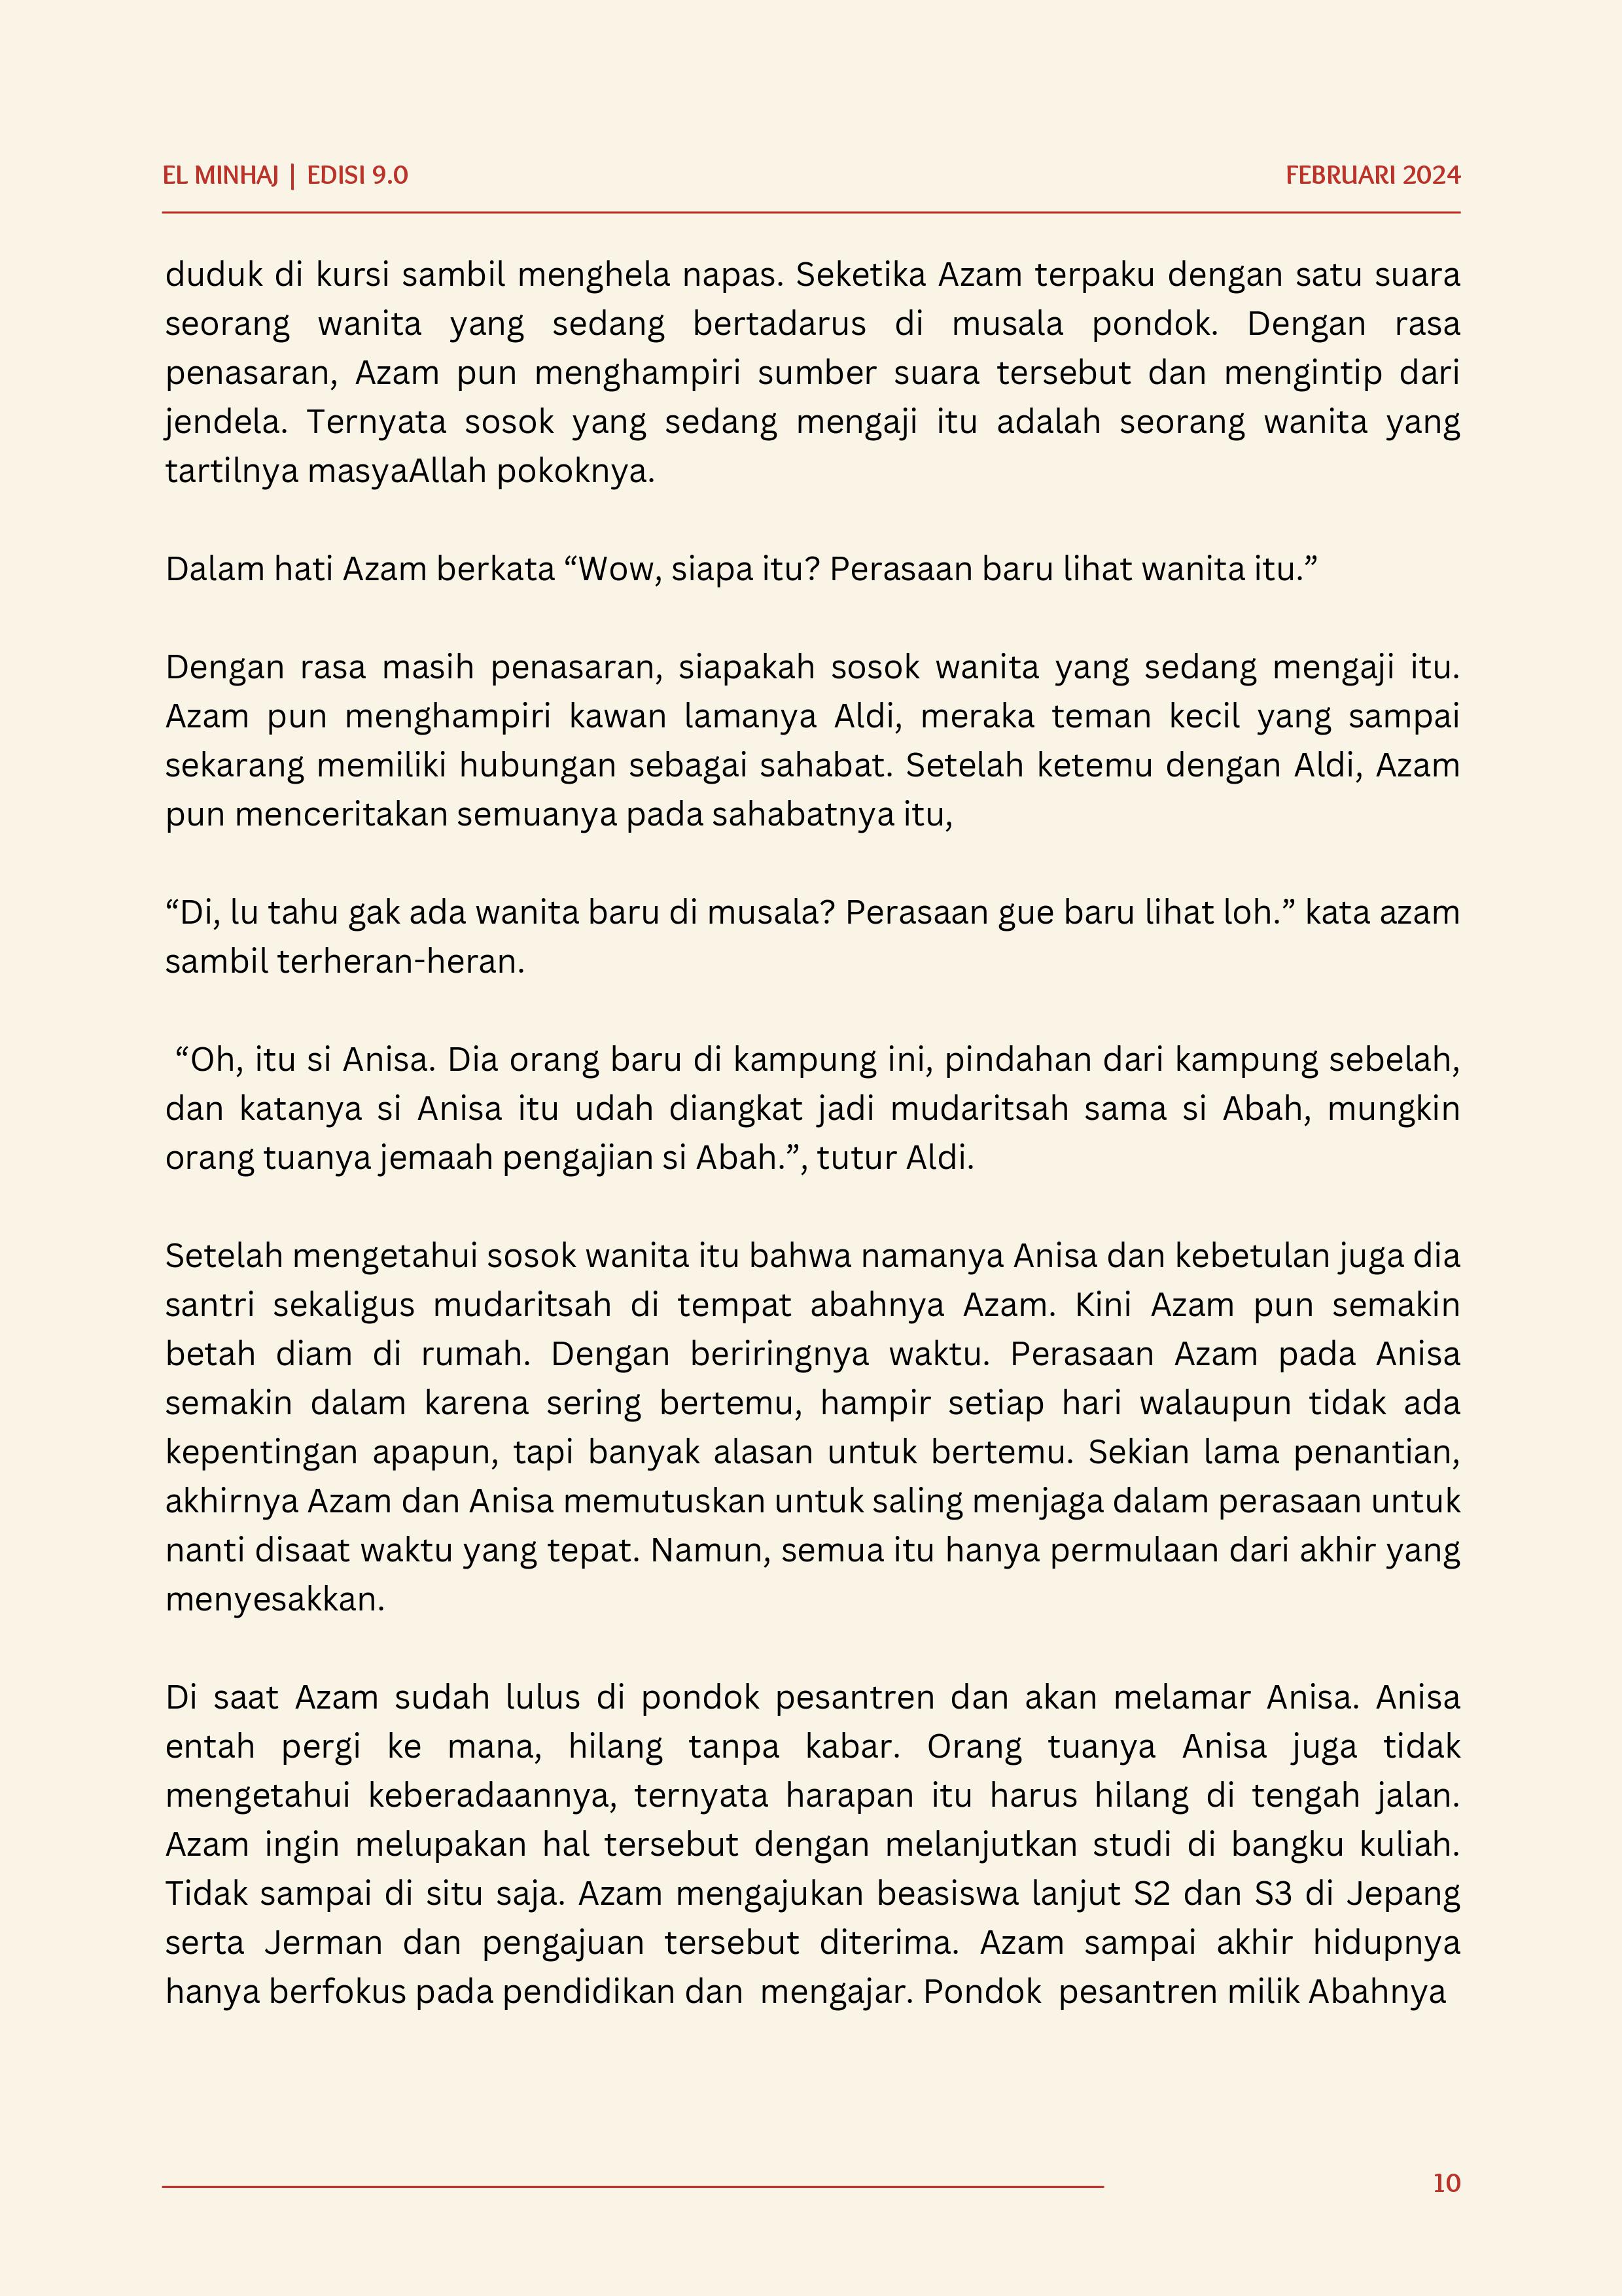 EL MINHAJ | EDISI 9.0
FEBRUARI 2024
duduk di kursi sambil menghela napas. Seketika Azam terpaku dengan satu suara
seorang wanita yang sedang bertadarus di musala pondok. Dengan rasa
penasaran, Azam pun menghampiri sumber suara tersebut dan mengintip dari
jendela. Ternyata sosok yang sedang mengaji itu adalah seorang wanita yang
tartilnya masyaAllah pokoknya.
Dalam hati Azam berkata “Wow, siapa itu? Perasaan baru lihat wanita itu.”
Dengan rasa masih penasaran, siapakah sosok wanita yang sedang mengaji itu.
Azam pun menghampiri kawan lamanya Aldi, meraka teman kecil yang sampai
sekarang memiliki hubungan sebagai sahabat. Setelah ketemu dengan Aldi, Azam
pun menceritakan semuanya pada sahabatnya itu,
“Di, lu tahu gak ada wanita baru di musala? Perasaan gue baru lihat loh.” kata azam
sambil terheran-heran.
“Oh, itu si Anisa. Dia orang baru di kampung ini, pindahan dari kampung sebelah,
dan katanya si Anisa itu udah diangkat jadi mudaritsah sama si Abah, mungkin
orang tuanya jemaah pengajian si Abah.”, tutur Aldi.
Setelah mengetahui sosok wanita itu bahwa namanya Anisa dan kebetulan juga dia
santri sekaligus mudaritsah di tempat abahnya Azam. Kini Azam pun semakin
betah diam di rumah. Dengan beriringnya waktu. Perasaan Azam pada Anisa
semakin dalam karena sering bertemu, hampir setiap hari walaupun tidak ada
kepentingan apapun, tapi banyak alasan untuk bertemu. Sekian lama penantian,
akhirnya Azam dan Anisa memutuskan untuk saling menjaga dalam perasaan untuk
nanti disaat waktu yang tepat. Namun, semua itu hanya permulaan dari akhir yang
menyesakkan.
Di saat Azam sudah lulus di pondok pesantren dan akan melamar Anisa. Anisa
entah pergi ke mana, hilang tanpa kabar. Orang tuanya Anisa juga tidak
mengetahui keberadaannya, ternyata harapan itu harus hilang di tengah jalan.
Azam ingin melupakan hal tersebut dengan melanjutkan studi di bangku kuliah.
Tidak sampai di situ saja. Azam mengajukan beasiswa lanjut S2 dan S3 di Jepang
serta Jerman dan pengajuan tersebut diterima. Azam sampai akhir hidupnya
hanya berfokus pada pendidikan dan mengajar. Pondok pesantren milik Abahnya
10